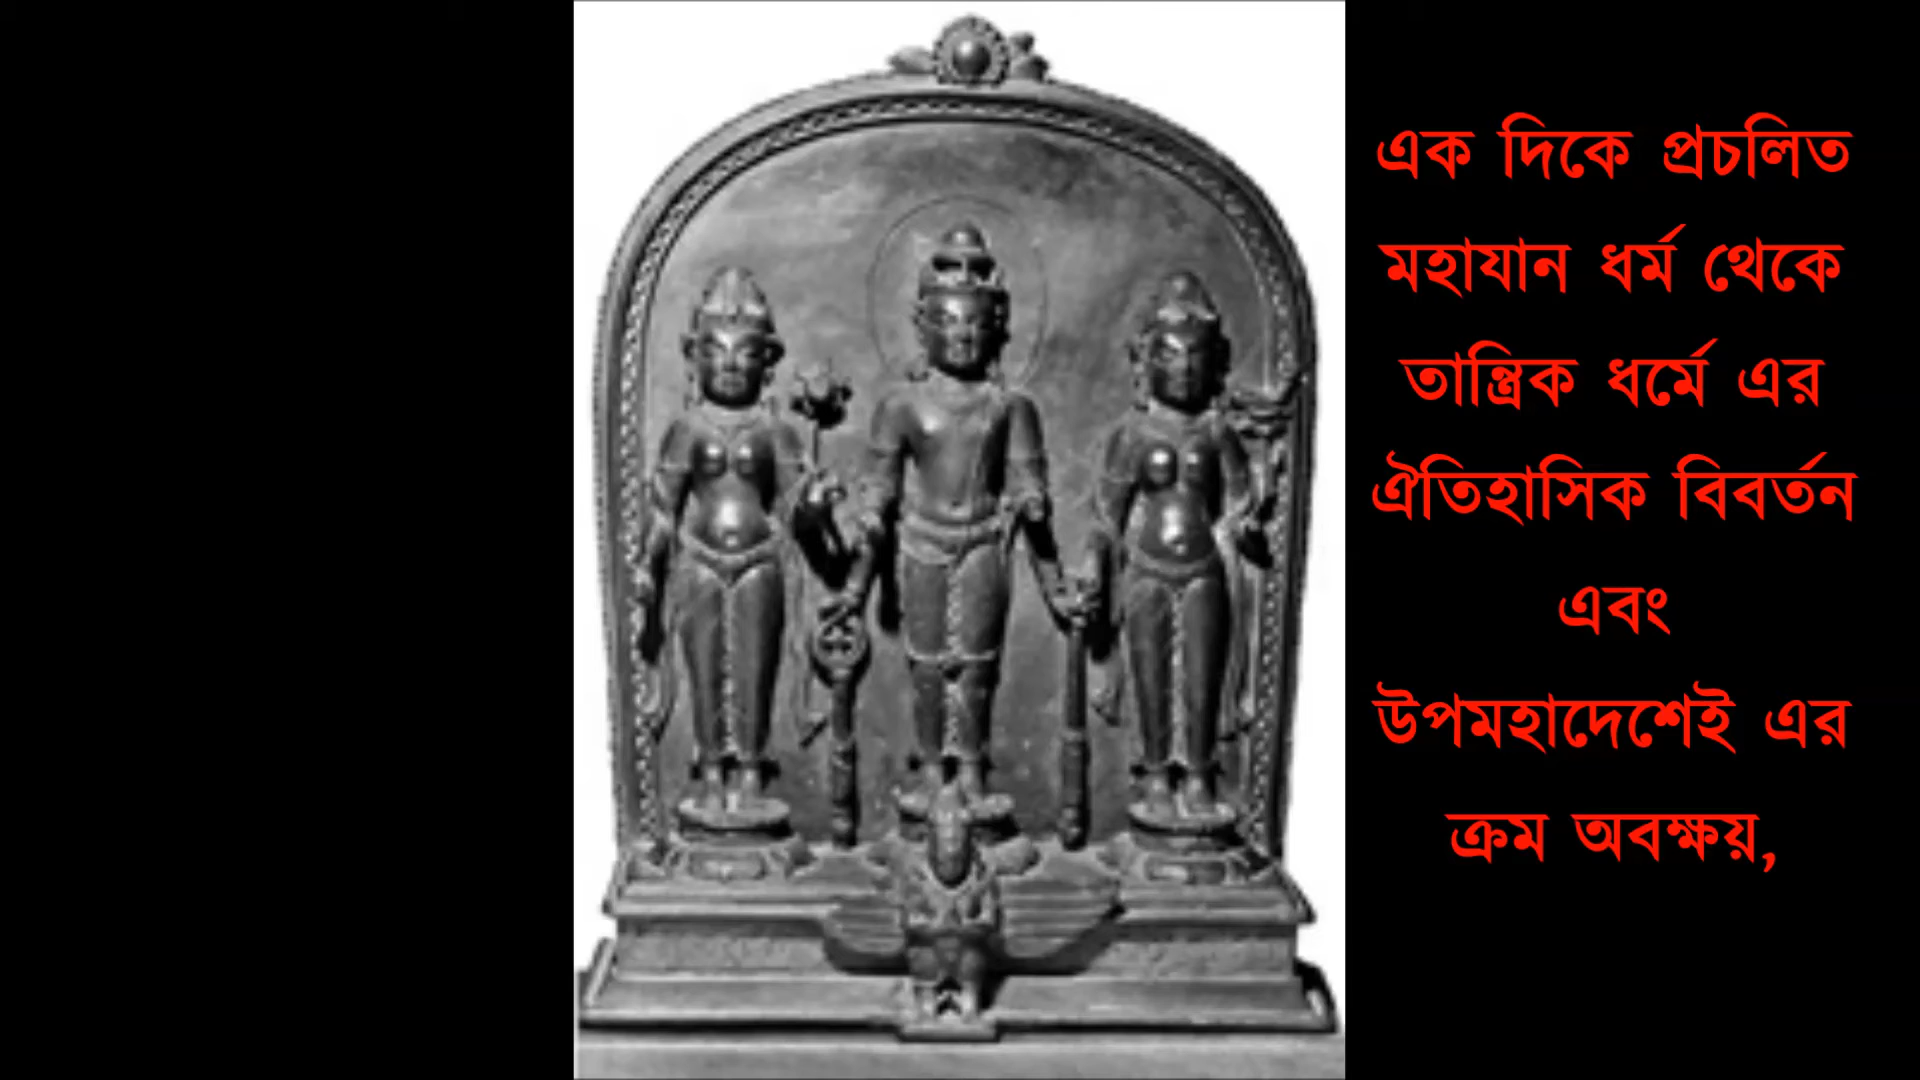 এক দিকে প্রচলিত
মহাযান ধর্ম থেকে
তান্ত্রিক ধর্মে এর
ঐতিহাসিক বিবর্তন
এবং
উপমহাদেশেই এর
ক্রম অবক্ষয়,